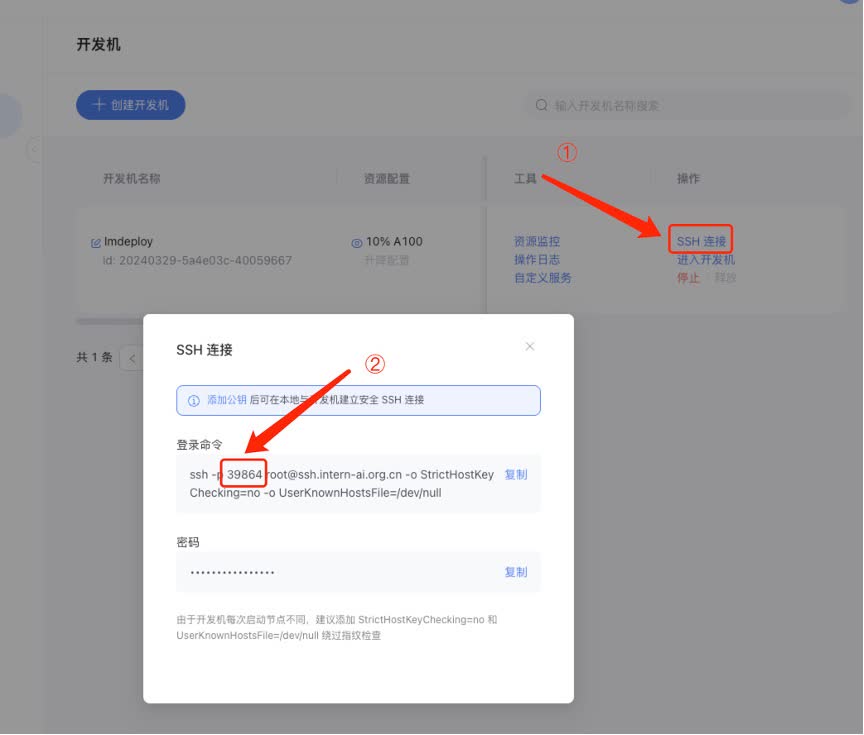 开发机
创建开发机
输入开发机名称搜索
①
开发机名称 资源配置 工具 操作
lmdeploy 10% A100 资源监控 SSH 连接
id: 20240329-5a4e03c-40059667 操作日志 进入开发机
升降配置 自定义服务 停止 释放
共 1 条
SSH 连接
②
添加公钥 后可在本地与开发机建立安全 SSH 连接
登录命令
ssh -p 39864 root@ssh.intern-ai.org.cn -o StrictHostKey 复制
Checking=no -o UserKnownHostsFile=/dev/null
密码
•••••••••••••••• 复制
由于开发机每次启动节点不同，建议添加 StrictHostKeyChecking=no 和
UserKnownHostsFile=/dev/null 绕过指纹检查